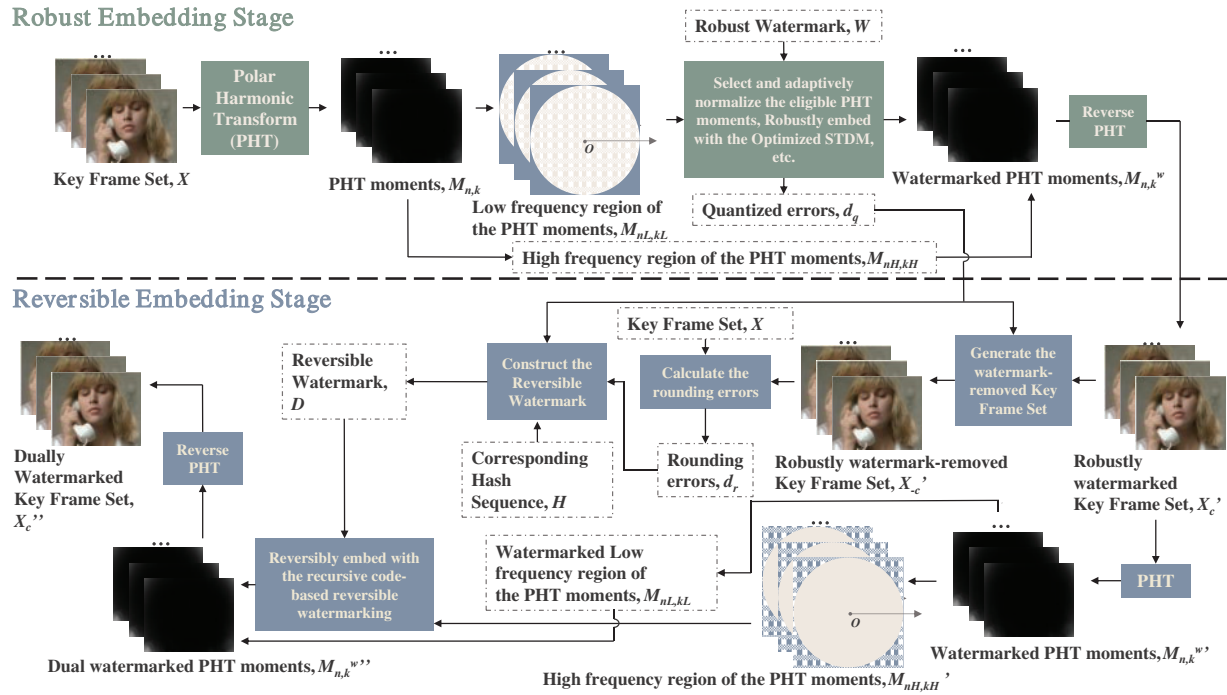 Robust Embedding Stage
...
Key Frame Set, X
Polar
Harmonic
Transform
(PHT)
...
PHT moments, M_{n,k}
...
O
Low frequency region of
the PHT moments, M_{nL,kL}
Robust Watermark, W
Select and adaptively
normalize the eligible PHT
moments, Robustly embed
with the Optimized STDM,
etc.
Quantized errors, d_q
...
Watermarked PHT moments, M_{n,k}^w
Reverse
PHT
High frequency region of the PHT moments, M_{nH,kH}
Reversible Embedding Stage
...
Dually
Watermarked
Key Frame Set,
X_c''
Reverse
PHT
Reversible
Watermark,
D
Construct the
Reversible
Watermark
Corresponding
Hash
Sequence, H
Key Frame Set, X
Calculate the
rounding errors
Rounding
errors, d_r
...
Robustly watermark-removed
Key Frame Set, X_{-c}'
Generate the
watermark-
removed Key
Frame Set
...
Robustly
watermarked
Key Frame Set, X_c'
PHT
...
Watermarked PHT moments, M_{n,k}^{w}'
...
O
High frequency region of the PHT moments, M_{nH,kH}'
Watermarked Low
frequency region of
the PHT moments, M_{nL,kL}
Reversibly embed with
the recursive code-
based reversible
watermarking
...
Dual watermarked PHT moments, M_{n,k}^{w}''